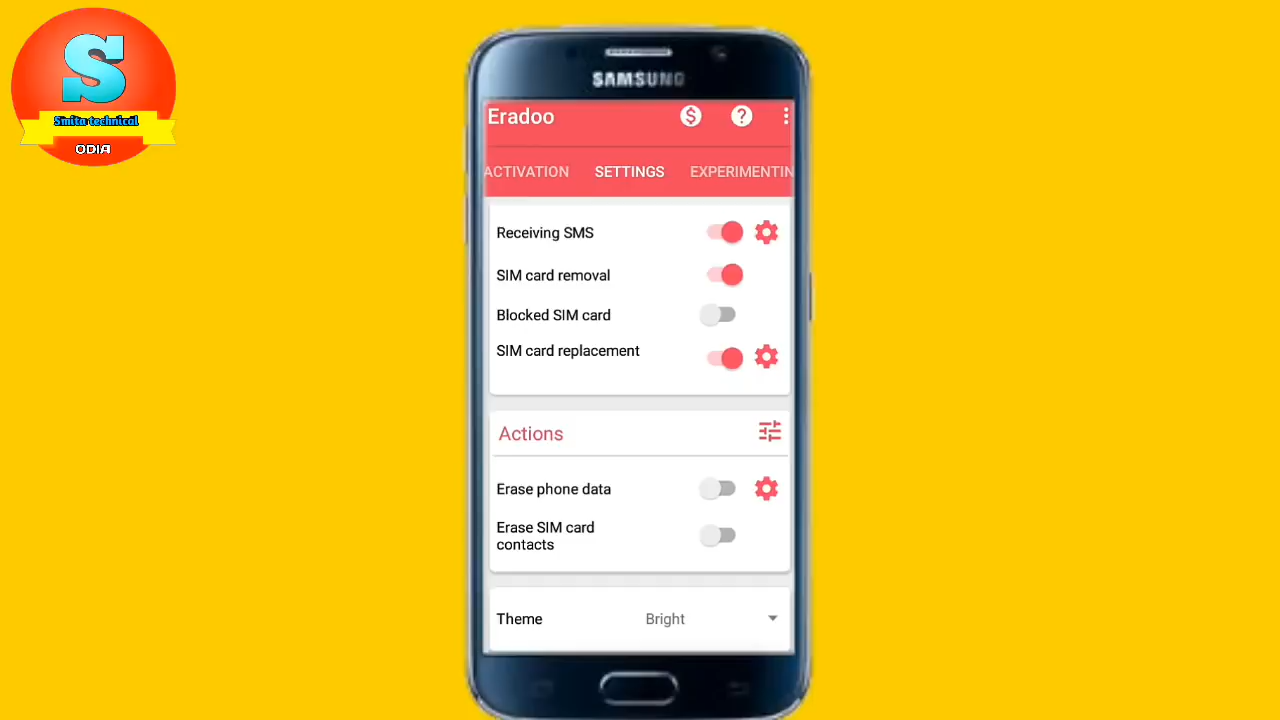 S
Smita technical
ODIA
SAMSUNG
Eradoo
$ ?
ACTIVATION SETTINGS EXPERIMENTIN
Receiving SMS
SIM card removal
Blocked SIM card
SIM card replacement
Actions
Erase phone data
Erase SIM card
contacts
Theme Bright